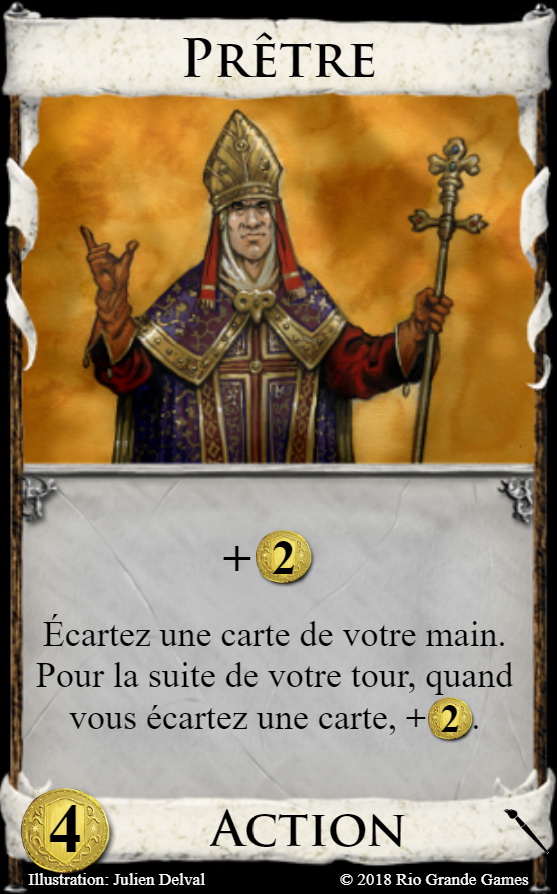 PRÊTRE
+2
Écartez une carte de votre main.
Pour la suite de votre tour, quand
vous écartez une carte, +2.
4
ACTION
Illustration: Julien Delval © 2018 Rio Grande Games